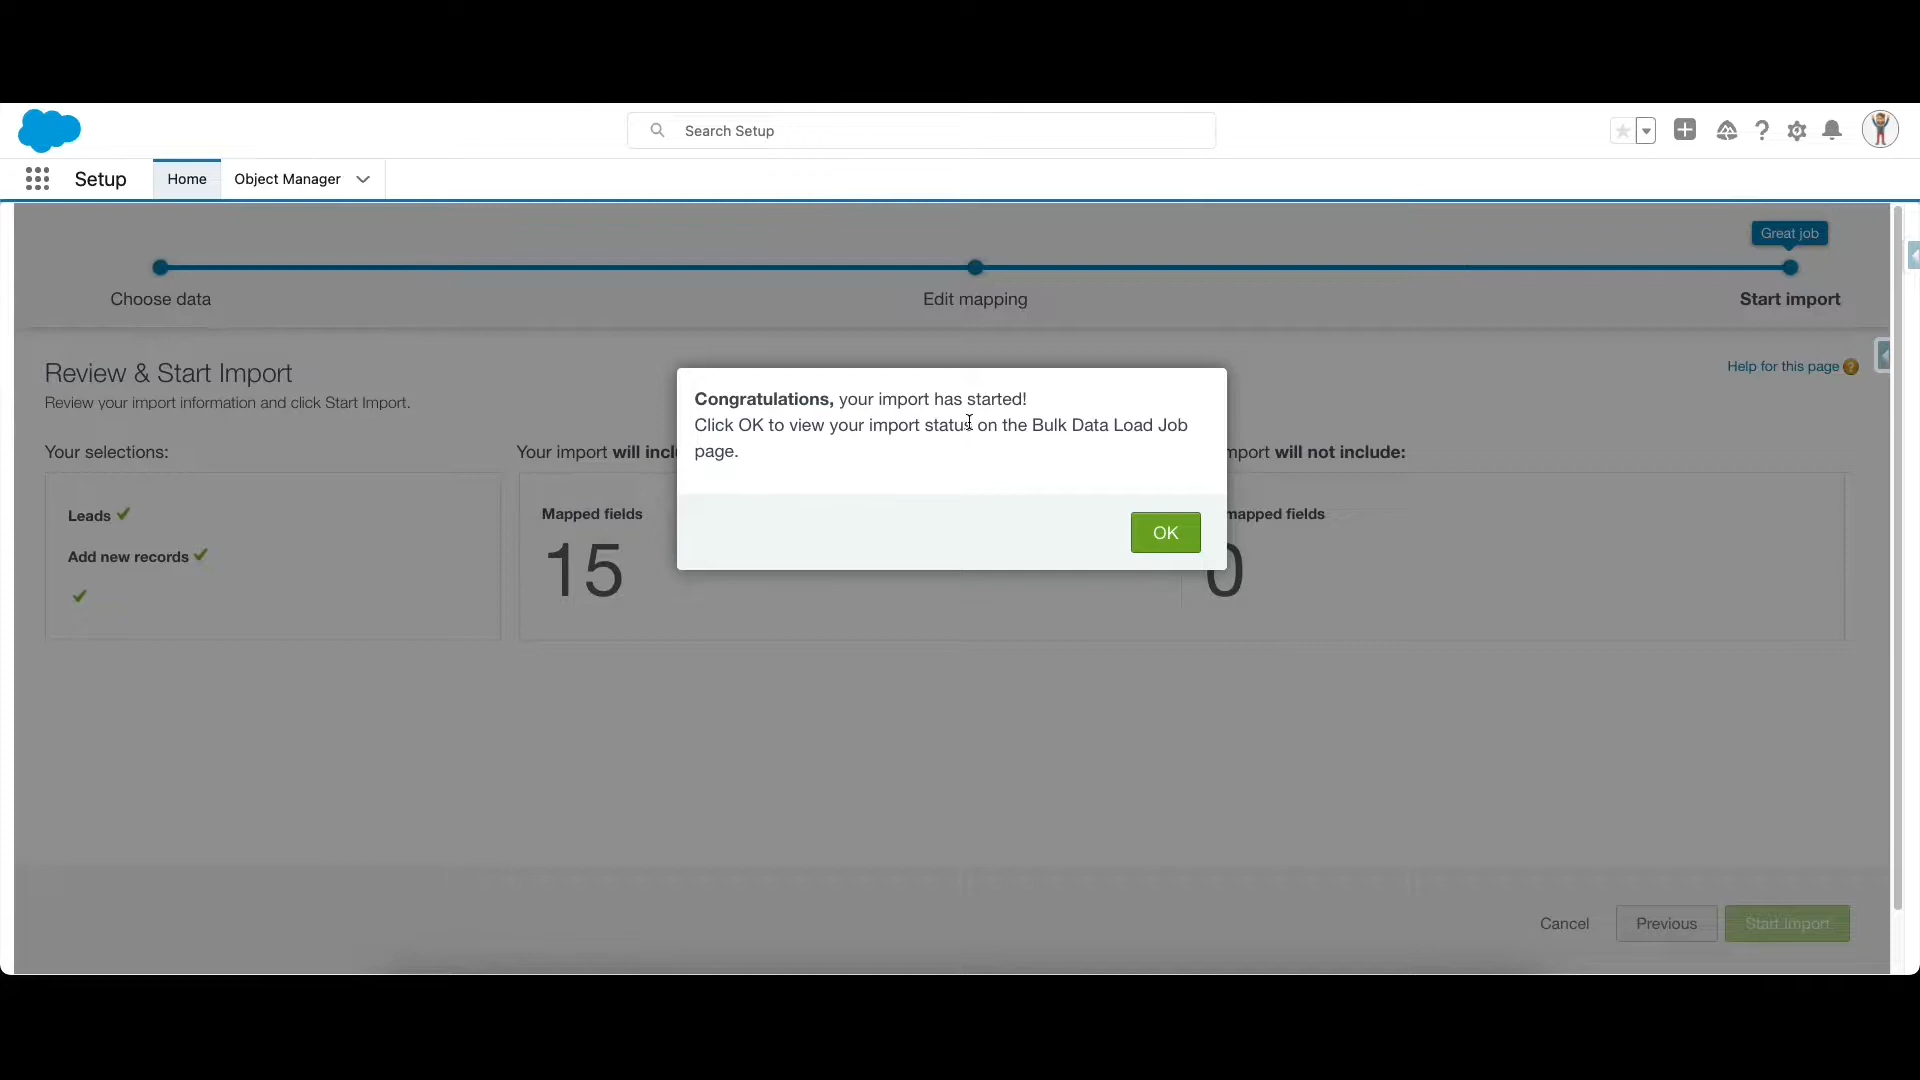 Search Setup
Setup
Home
Object Manager
Great job
Choose data
Edit mapping
Start import
Review & Start Import
Review your import information and click Start Import.
Help for this page
Congratulations, your import has started!
Click OK to view your import status on the Bulk Data Load Job
page.
OK
Your selections:
Your import will incl
mport will not include:
Leads
Add new records
Mapped fields
15
mapped fields
0
Cancel
Previous
Start Import